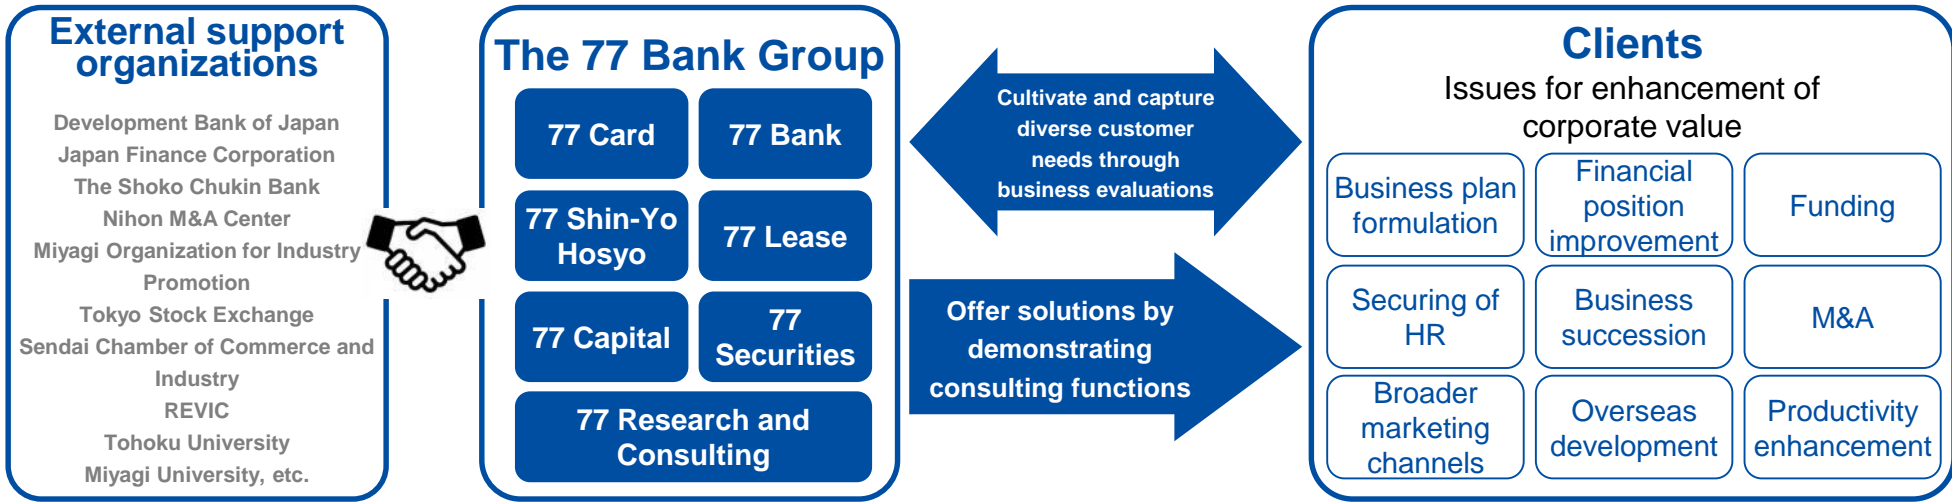 External support
organizations
Development Bank of Japan
Japan Finance Corporation
The Shoko Chukin Bank
Nihon M&A Center
Miyagi Organization for Industry
Promotion
Tokyo Stock Exchange
Sendai Chamber of Commerce and
Industry
REVIC
Tohoku University
Miyagi University, etc.
The 77 Bank Group
77 Card
77 Bank
77 Shin-Yo
Hosyo
77 Lease
77 Capital
77
Securities
77 Research and
Consulting
Cultivate and capture
diverse customer
needs through
business evaluations
Offer solutions by
demonstrating
consulting functions
Clients
Issues for enhancement of
corporate value
Business plan
formulation
Financial
position
improvement
Funding
Securing of
HR
Business
succession
M&A
Broader
marketing
channels
Overseas
development
Productivity
enhancement